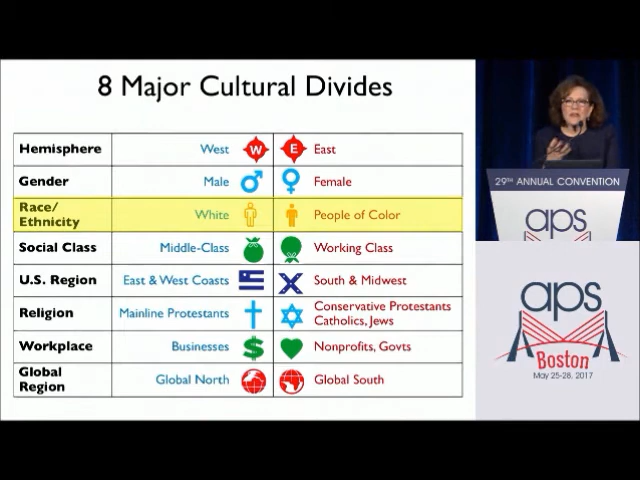 8 Major Cultural Divides
Hemisphere West W E East
Gender Male Female
Race/
Ethnicity White People of Color
Social Class Middle-Class Working Class
U.S. Region East & West Coasts South & Midwest
Religion Mainline Protestants Conservative Protestants
Catholics, Jews
Workplace Businesses $ Nonprofits, Govts
Global
Region Global North Global South
29TH ANNUAL CONVENTION
aps
aps
Boston
May 25-28, 2017